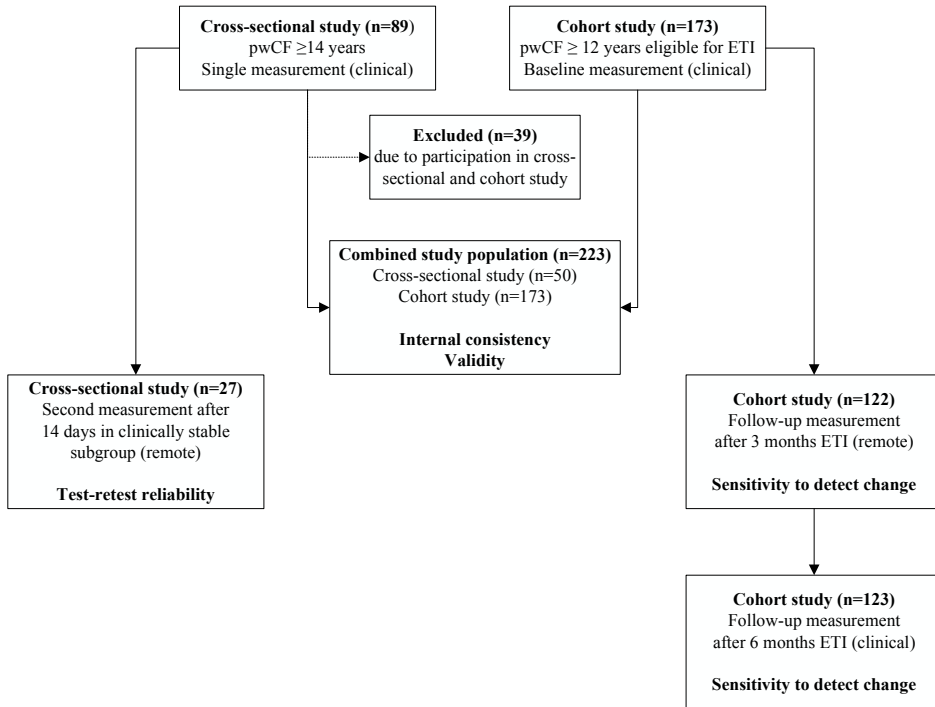 Cross-sectional study (n=89)
pwCF ≥14 years
Single measurement (clinical)
Cohort study (n=173)
pwCF ≥ 12 years eligible for ETI
Baseline measurement (clinical)
Excluded (n=39)
due to participation in cross-
sectional and cohort study
Combined study population (n=223)
Cross-sectional study (n=50)
Cohort study (n=173)
Internal consistency
Validity
Cross-sectional study (n=27)
Second measurement after
14 days in clinically stable
subgroup (remote)
Test-retest reliability
Cohort study (n=122)
Follow-up measurement
after 3 months ETI (remote)
Sensitivity to detect change
Cohort study (n=123)
Follow-up measurement
after 6 months ETI (clinical)
Sensitivity to detect change